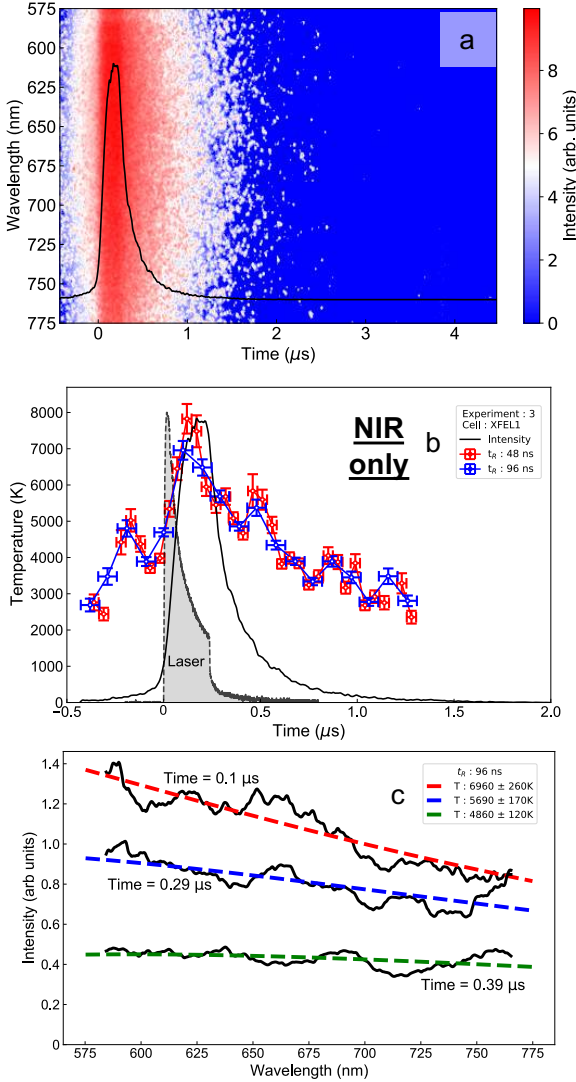 575
600
625
650
675
700
725
750
775
Wavelength (nm)
a
0
1
2
3
4
Time (μs)
0
2
4
6
8
Intensity (arb. units)
8000
7000
6000
5000
4000
3000
2000
1000
0
Temperature (K)
NIR
only
b
Experiment : 3
Cell : XFEL1
Intensity
tR : 48 ns
tR : 96 ns
Laser
−0.5
0.0
0.5
1.0
1.5
2.0
Time (μs)
1.4
1.2
1.0
0.8
0.6
0.4
0.2
0
Intensity (arb units)
Time = 0.1 μs
c
tR : 96 ns
T : 6960 ± 260K
T : 5690 ± 170K
T : 4860 ± 120K
Time = 0.29 μs
Time = 0.39 μs
575
600
625
650
675
700
725
750
775
Wavelength (nm)